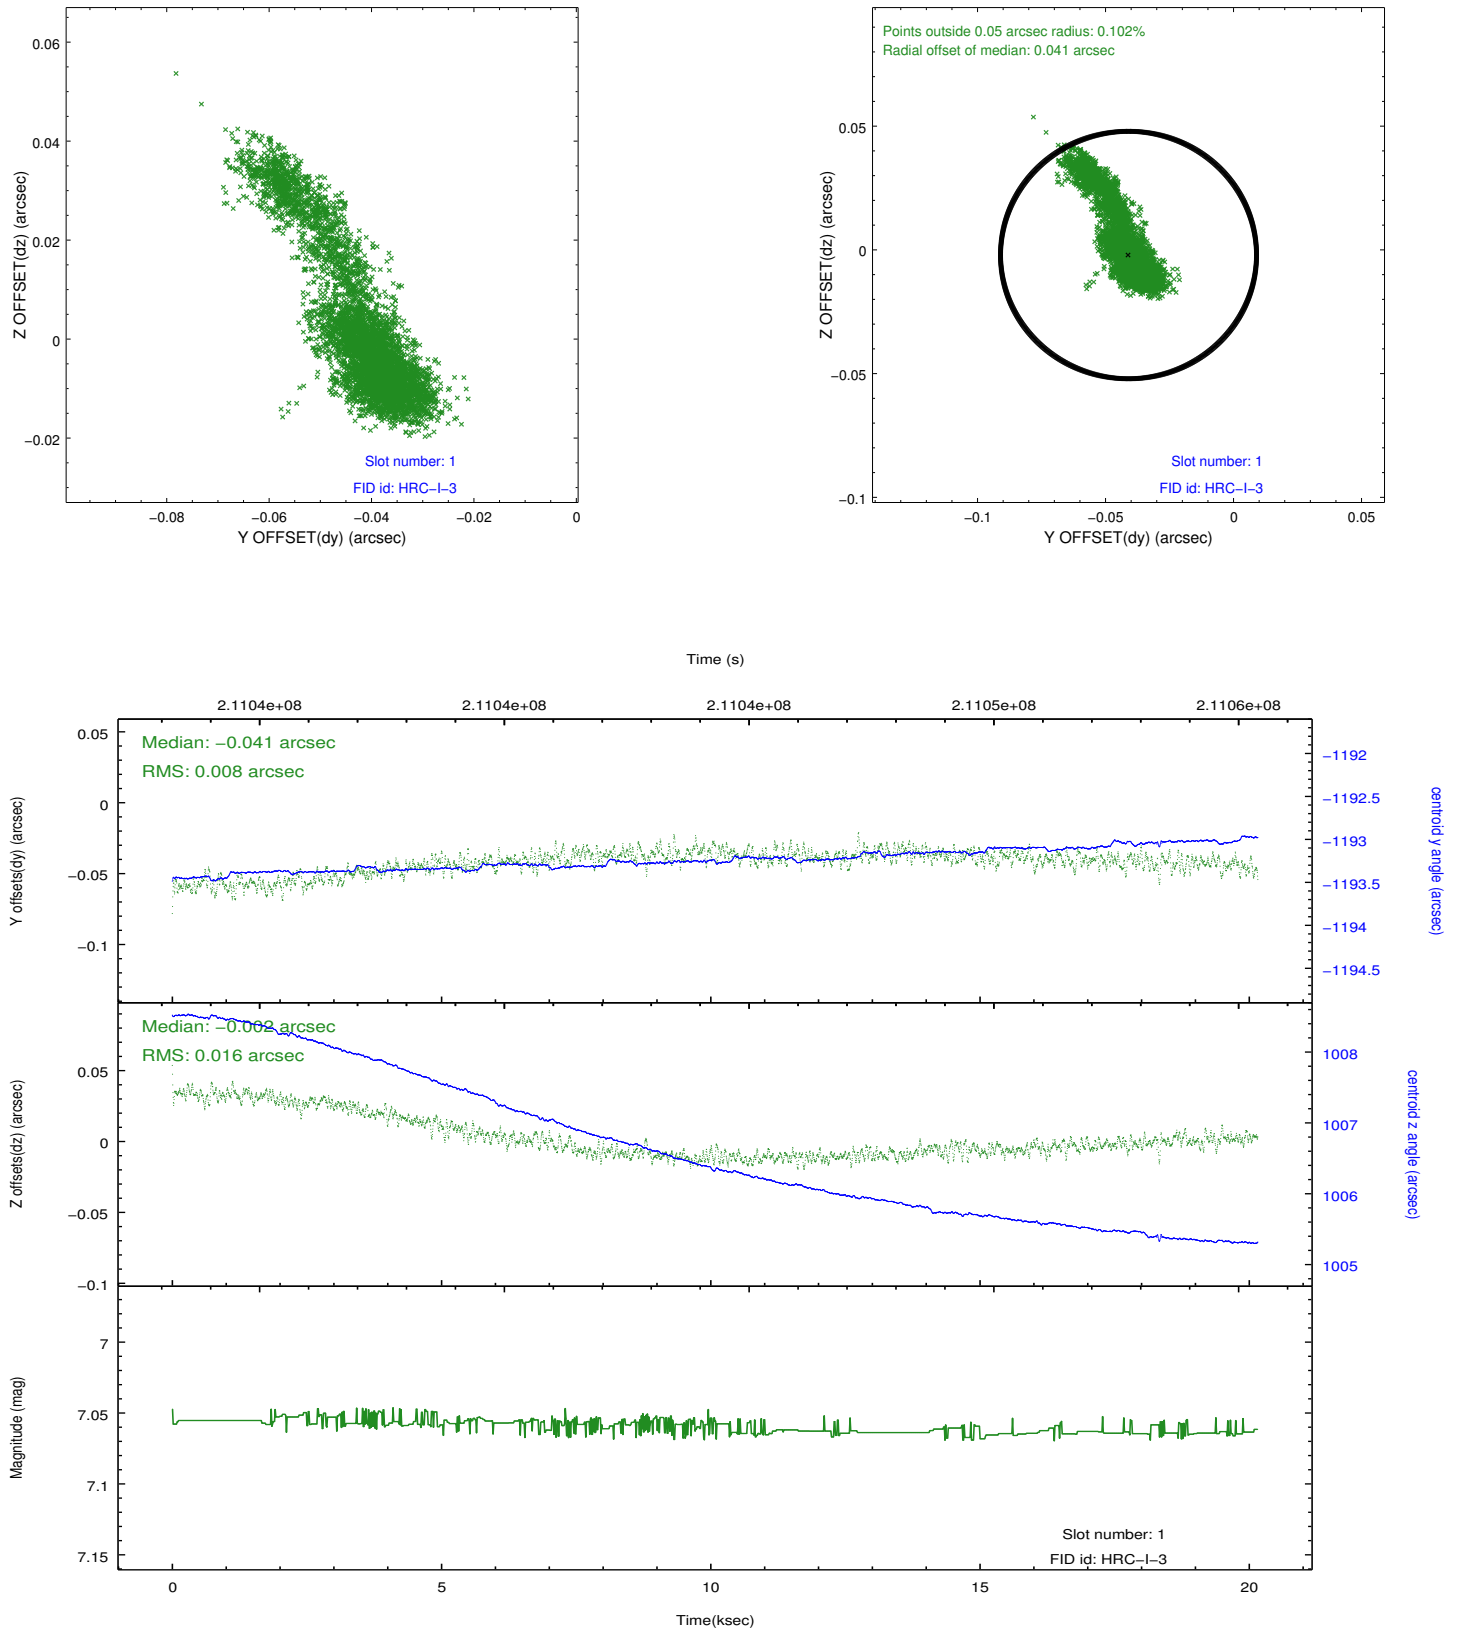 0.06
0.04
0.02
0
−0.02
Z OFFSET(dz) (arcsec)
Slot number: 1
FID id: HRC−I−3
−0.08 −0.06 −0.04 −0.02 0
Y OFFSET(dy) (arcsec)
Points outside 0.05 arcsec radius: 0.102%
Radial offset of median: 0.041 arcsec
0.05
0
−0.05
−0.1
Z OFFSET(dz) (arcsec)
Slot number: 1
FID id: HRC−I−3
−0.1 −0.05 0 0.05
Y OFFSET(dy) (arcsec)
Time (s)
2.1104e+08 2.1104e+08 2.1104e+08 2.1105e+08 2.1106e+08
Median: −0.041 arcsec
RMS: 0.008 arcsec
0.05
0
−0.05
−0.1
Y offsets(dy) (arcsec)
−1192
−1192.5
−1193
−1193.5
−1194
−1194.5
centroid y angle (arcsec)
Median: −0.002 arcsec
RMS: 0.016 arcsec
0.05
0
−0.05
−0.1
Z offsets(dz) (arcsec)
1008
1007
1006
1005
centroid z angle (arcsec)
7
7.05
7.1
7.15
Magnitude (mag)
Slot number: 1
FID id: HRC−I−3
0 5 10 15 20
Time(ksec)